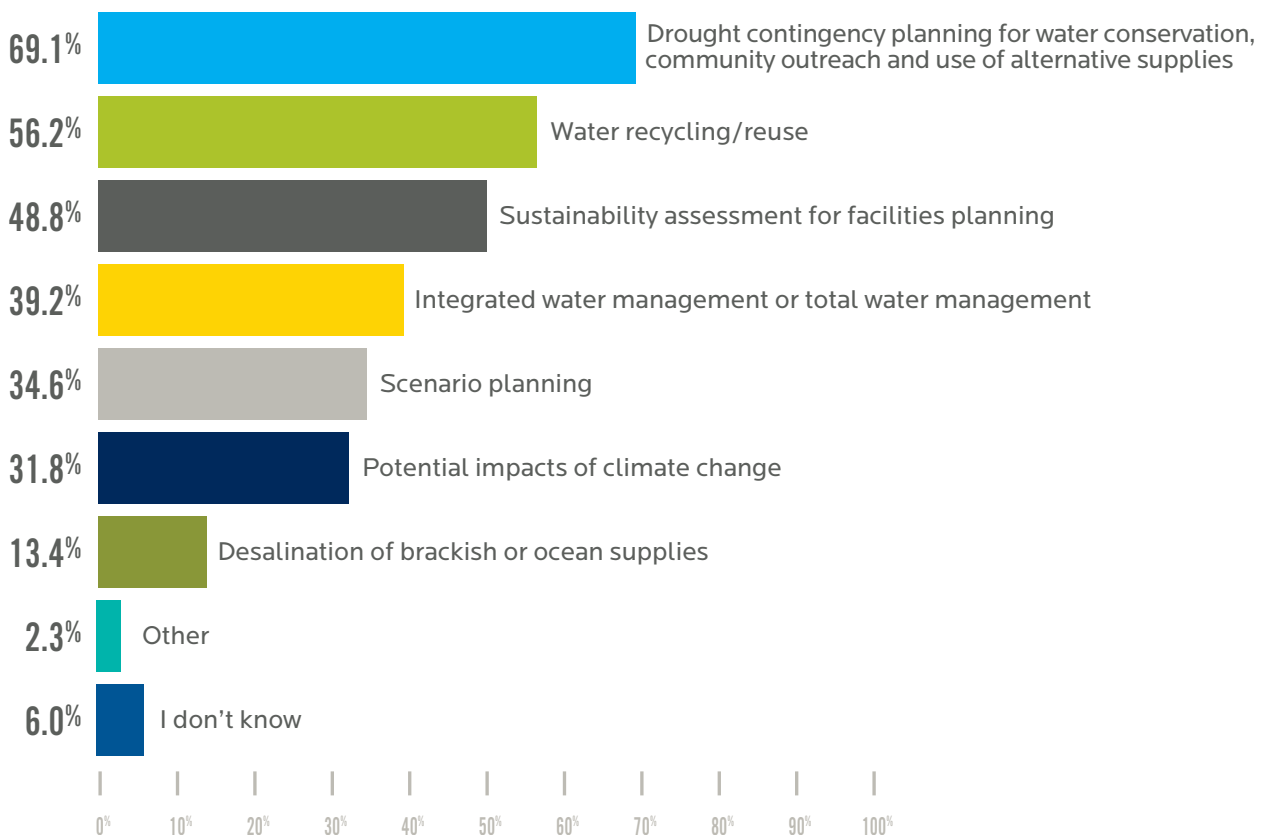 69.1% Drought contingency planning for water conservation,
community outreach and use of alternative supplies
56.2% Water recycling/reuse
48.8% Sustainability assessment for facilities planning
39.2% Integrated water management or total water management
34.6% Scenario planning
31.8% Potential impacts of climate change
13.4% Desalination of brackish or ocean supplies
2.3% Other
6.0% I don't know
0% 10% 20% 30% 40% 50% 60% 70% 80% 90% 100%